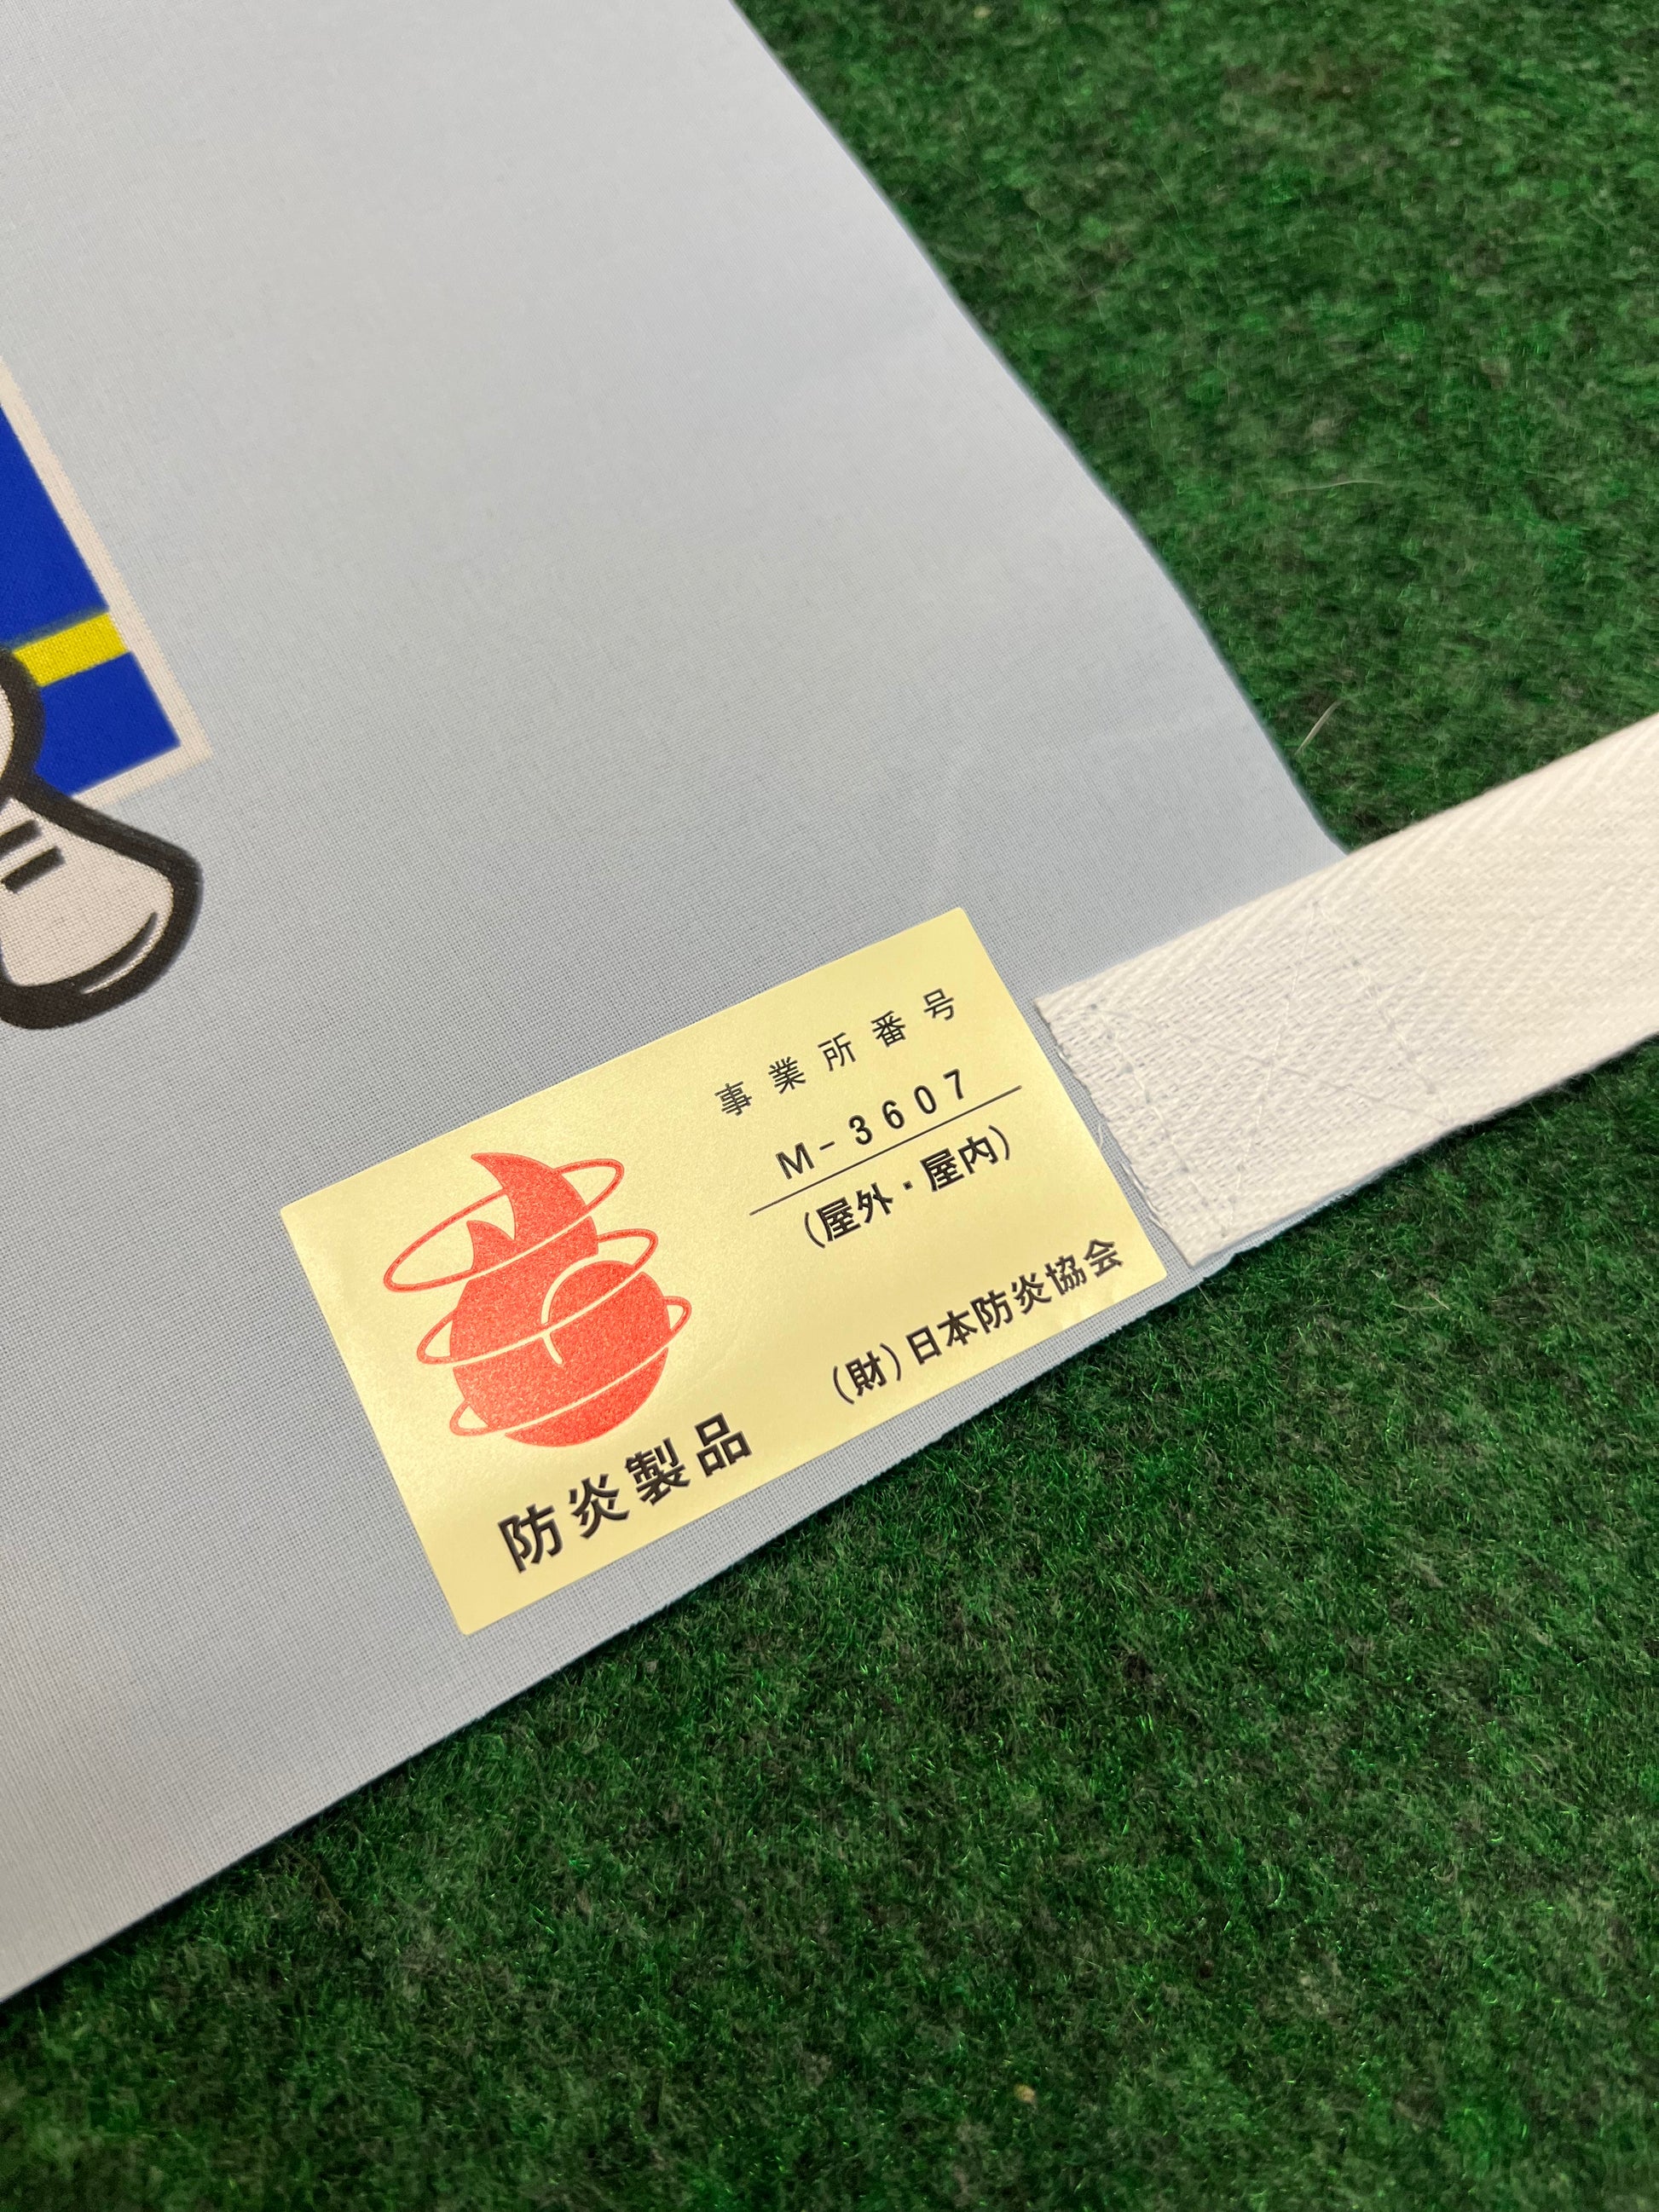 事業所番号
M-3607
(屋外・屋内)
(財)日本防炎協会
防炎製品